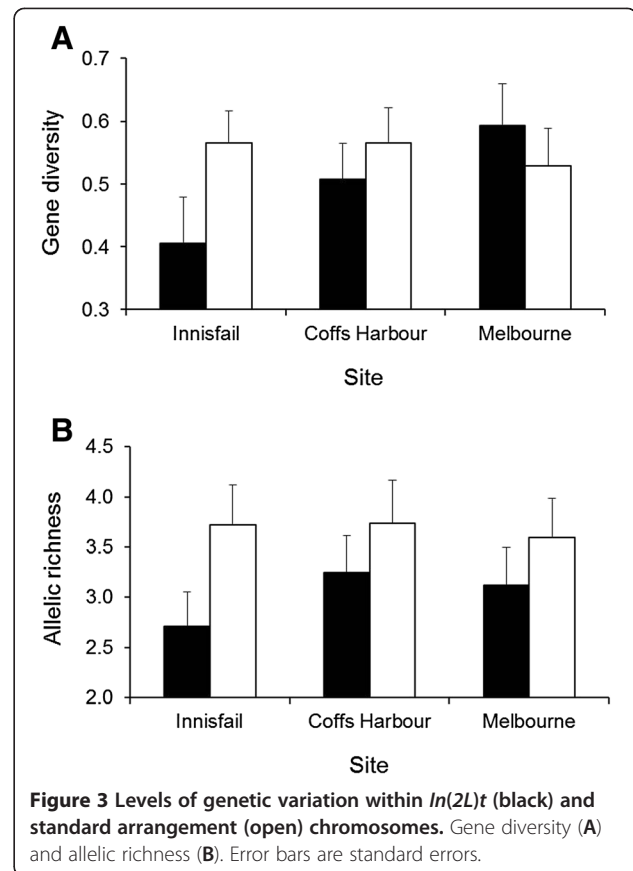 A
0.7
0.6
0.5
0.4
0.3
Gene diversity
Innisfail Coffs Harbour Melbourne
Site
B
4.5
4.0
3.5
3.0
2.5
2.0
Allelic richness
Innisfail Coffs Harbour Melbourne
Site
Figure 3 Levels of genetic variation within In(2L)t (black) and
standard arrangement (open) chromosomes. Gene diversity (A)
and allelic richness (B). Error bars are standard errors.